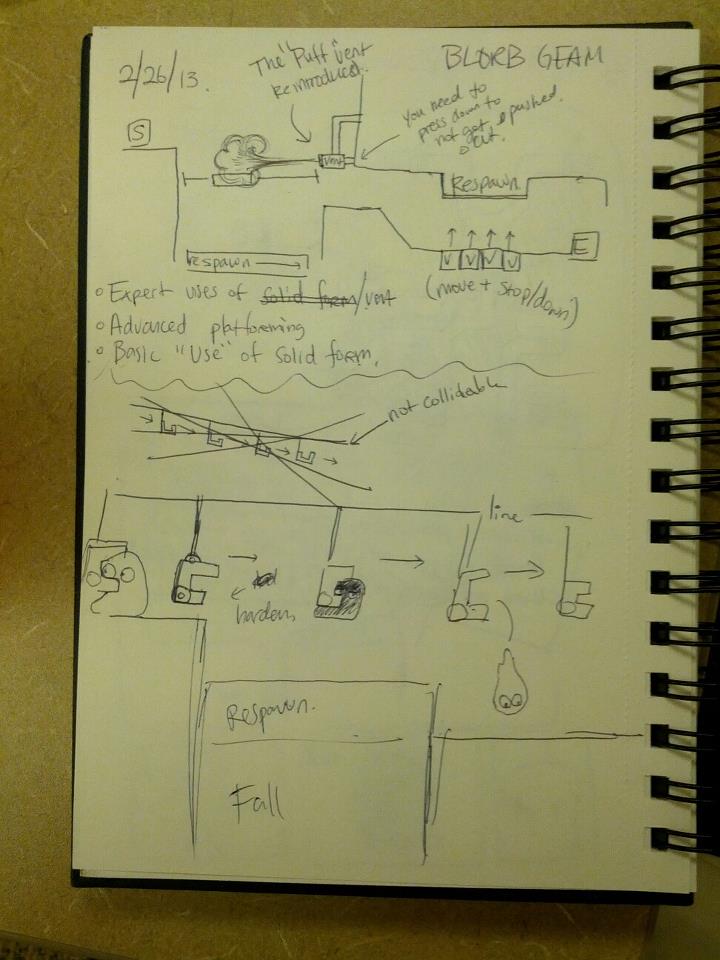 2/26/13.
The "Puff" vent
Reintroduced.
BLORB GEAM
You need to
press down to
not get pushed
out.
S
Vent
Respawn
respawn
V V V V
E
(move + stop/down)
Expert uses of solid form/vent
Advanced platforming
Basic "Use" of solid form.
not collideable
line
hardens
Respawn.
Fall